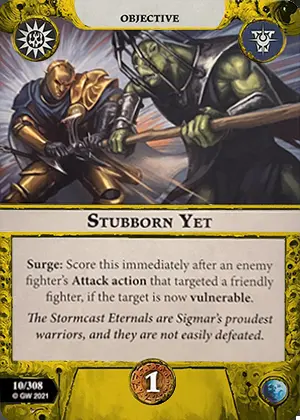 OBJECTIVE
STUBBORN YET
Surge: Score this immediately after an enemy
fighter's Attack action that targeted a friendly
fighter, if the target is now vulnerable.
The Stormcast Eternals are Sigmar's proudest
warriors, and they are not easily defeated.
10/308
© GW 2021
1